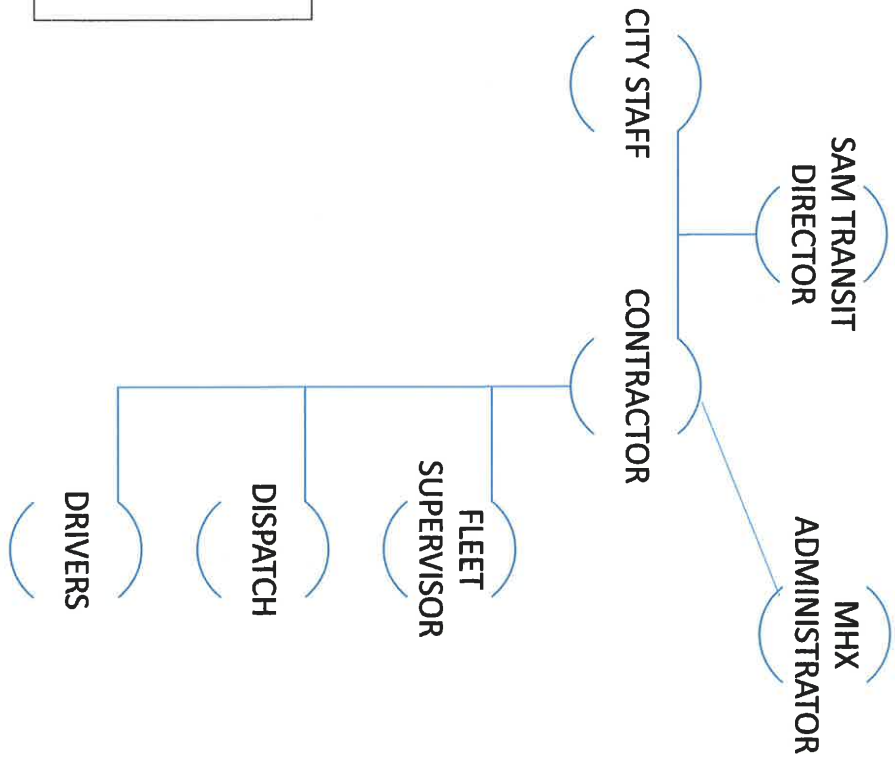 SAM TRANSIT
DIRECTOR
MHX
ADMINISTRATOR
CITY STAFF
CONTRACTOR
FLEET
SUPERVISOR
DISPATCH
DRIVERS